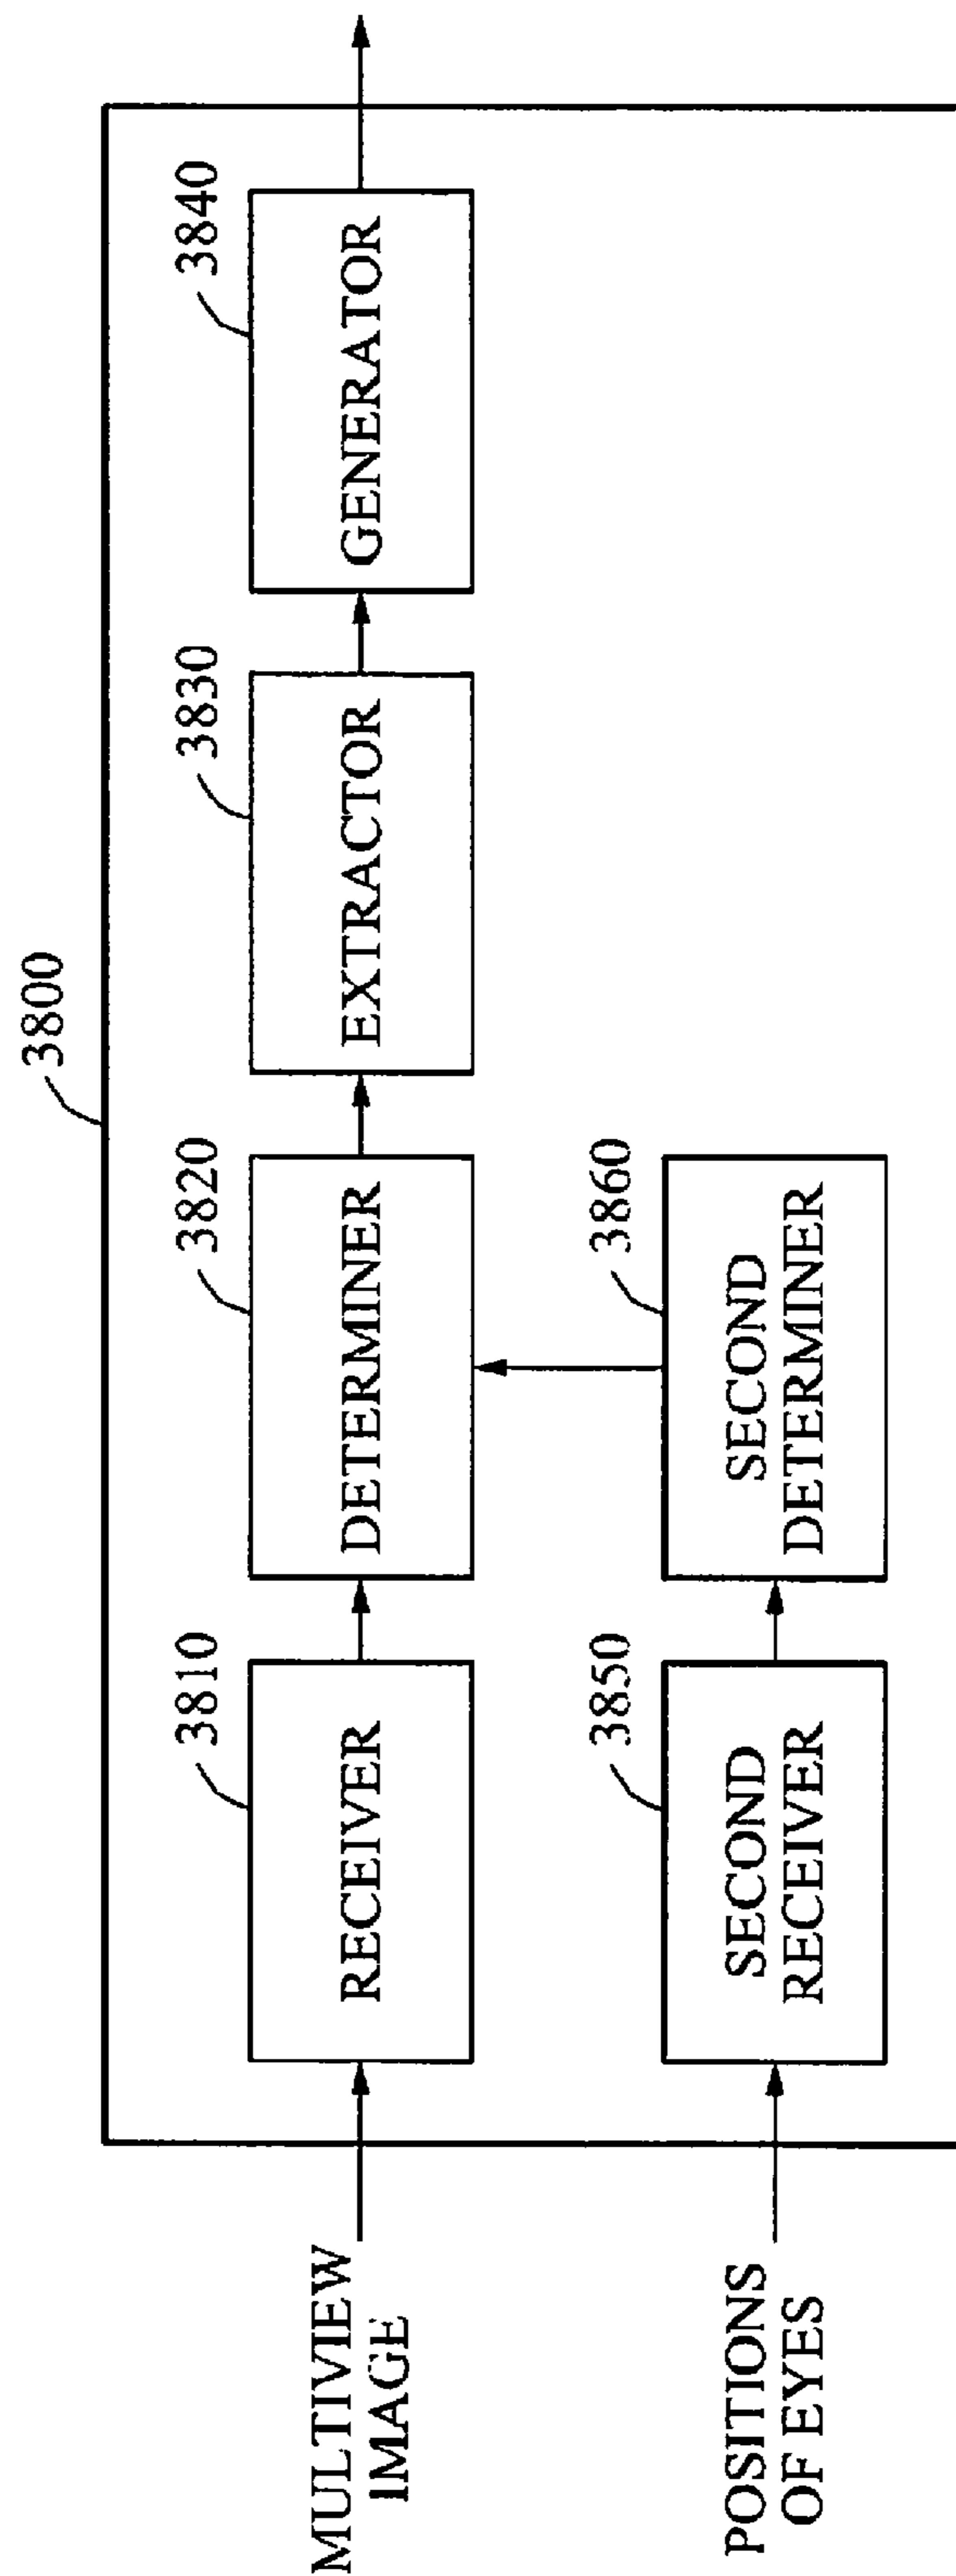 3800
3810
3820
3830
3840
MULTIVIEW
IMAGE
RECEIVER
DETERMINER
EXTRACTOR
GENERATOR
3850
3860
POSITIONS
OF EYES
SECOND
RECEIVER
SECOND
DETERMINER